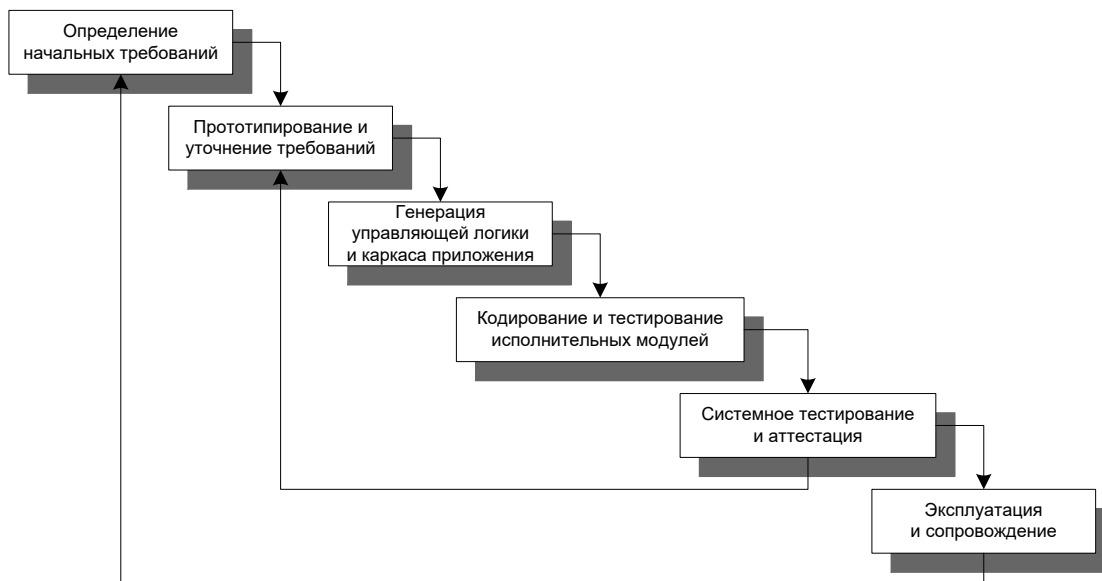 Определение
начальных требований
Прототипирование и
уточнение требований
Генерация
управляющей логики
и каркаса приложения
Кодирование и тестирование
исполнительных модулей
Системное тестирование
и аттестация
Эксплуатация
и сопровождение